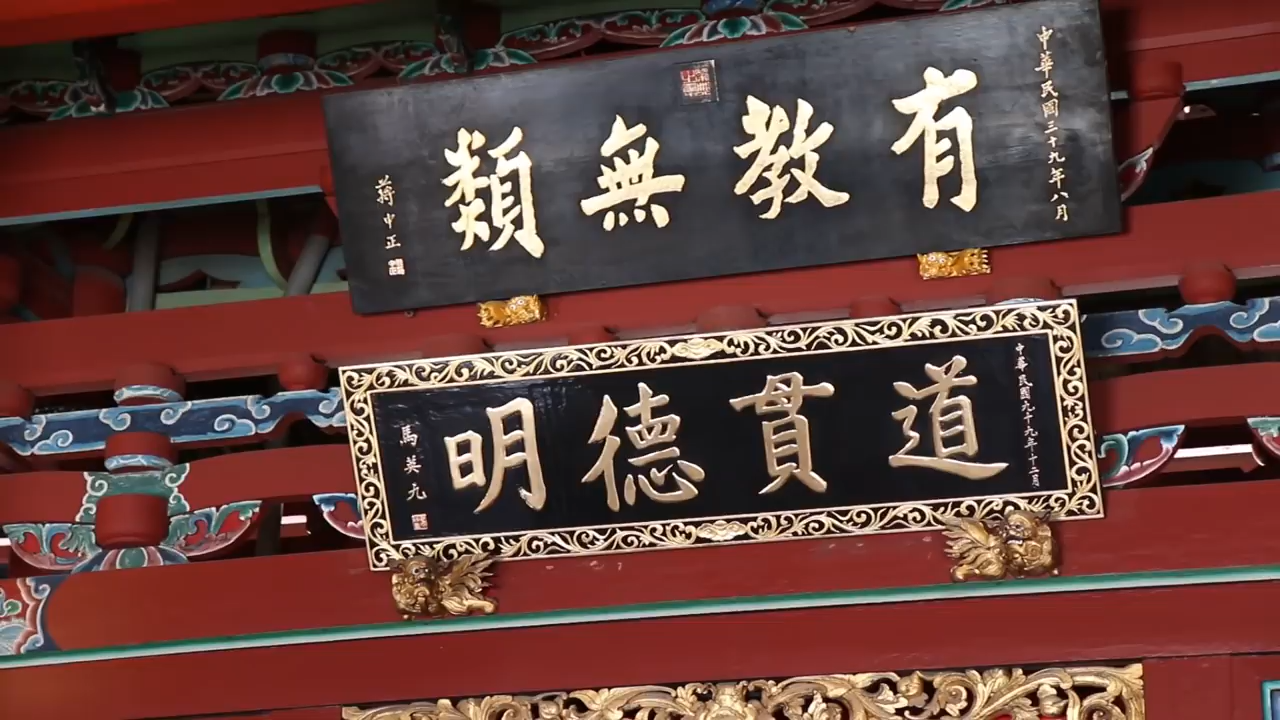 中華民國三十九年八月
有教無類
蔣中正
中華民國九十九年十二月
道貫德明
馬英九